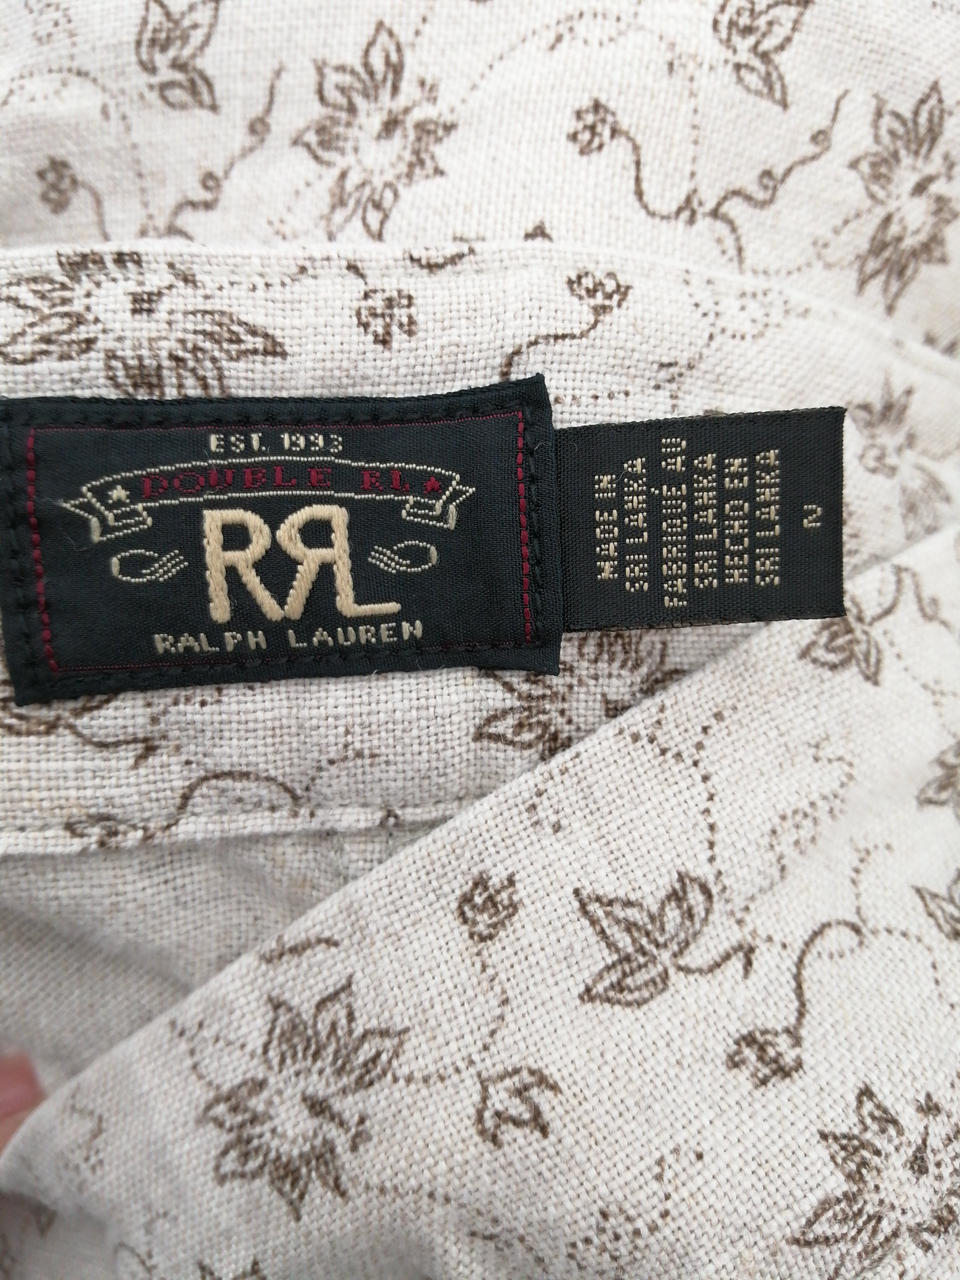 EST. 1993
DOUBLE RL
RRL
RALPH LAUREN
MADE IN
SRI LANKA
FABRIQUÉ AU
SRI LANKA
HECHO EN
SRI LANKA